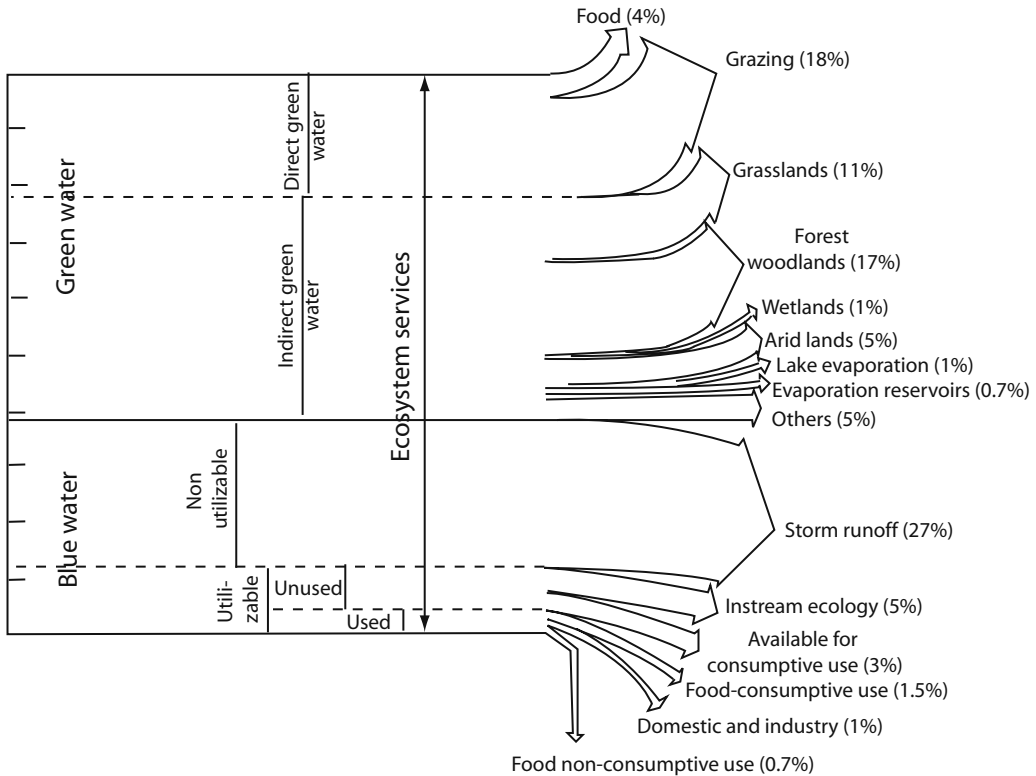 Food (4%)
Grazing (18%)
Direct green
water
Grasslands (11%)
Green water
Forest
woodlands (17%)
Indirect green
water
Ecosystem services
Wetlands (1%)
Arid lands (5%)
Lake evaporation (1%)
Evaporation reservoirs (0.7%)
Others (5%)
Blue water
Non
utilizable
Storm runoff (27%)
Utili-
zable
Unused
Used
Instream ecology (5%)
Available for
consumptive use (3%)
Food-consumptive use (1.5%)
Domestic and industry (1%)
Food non-consumptive use (0.7%)